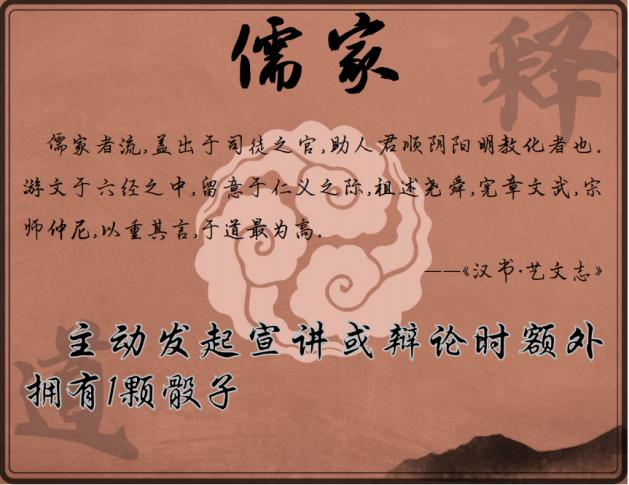 儒家
释
儒家者流,盖出于司徒之官,助人君顺阴阳明教化者也.
游文于六经之中,留意于仁义之际,祖述尧舜,宪章文武,宗
师仲尼,以重其言,于道最为高.
——《汉书·艺文志》
主动发起宣讲或辩论时额外
拥有1颗骰子
道